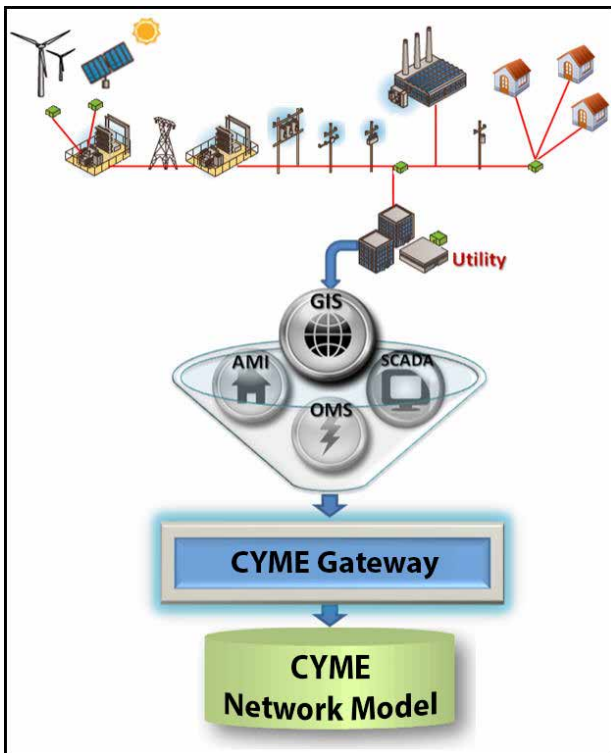 Utility
GIS
AMI
SCADA
OMS
CYME Gateway
CYME
Network Model